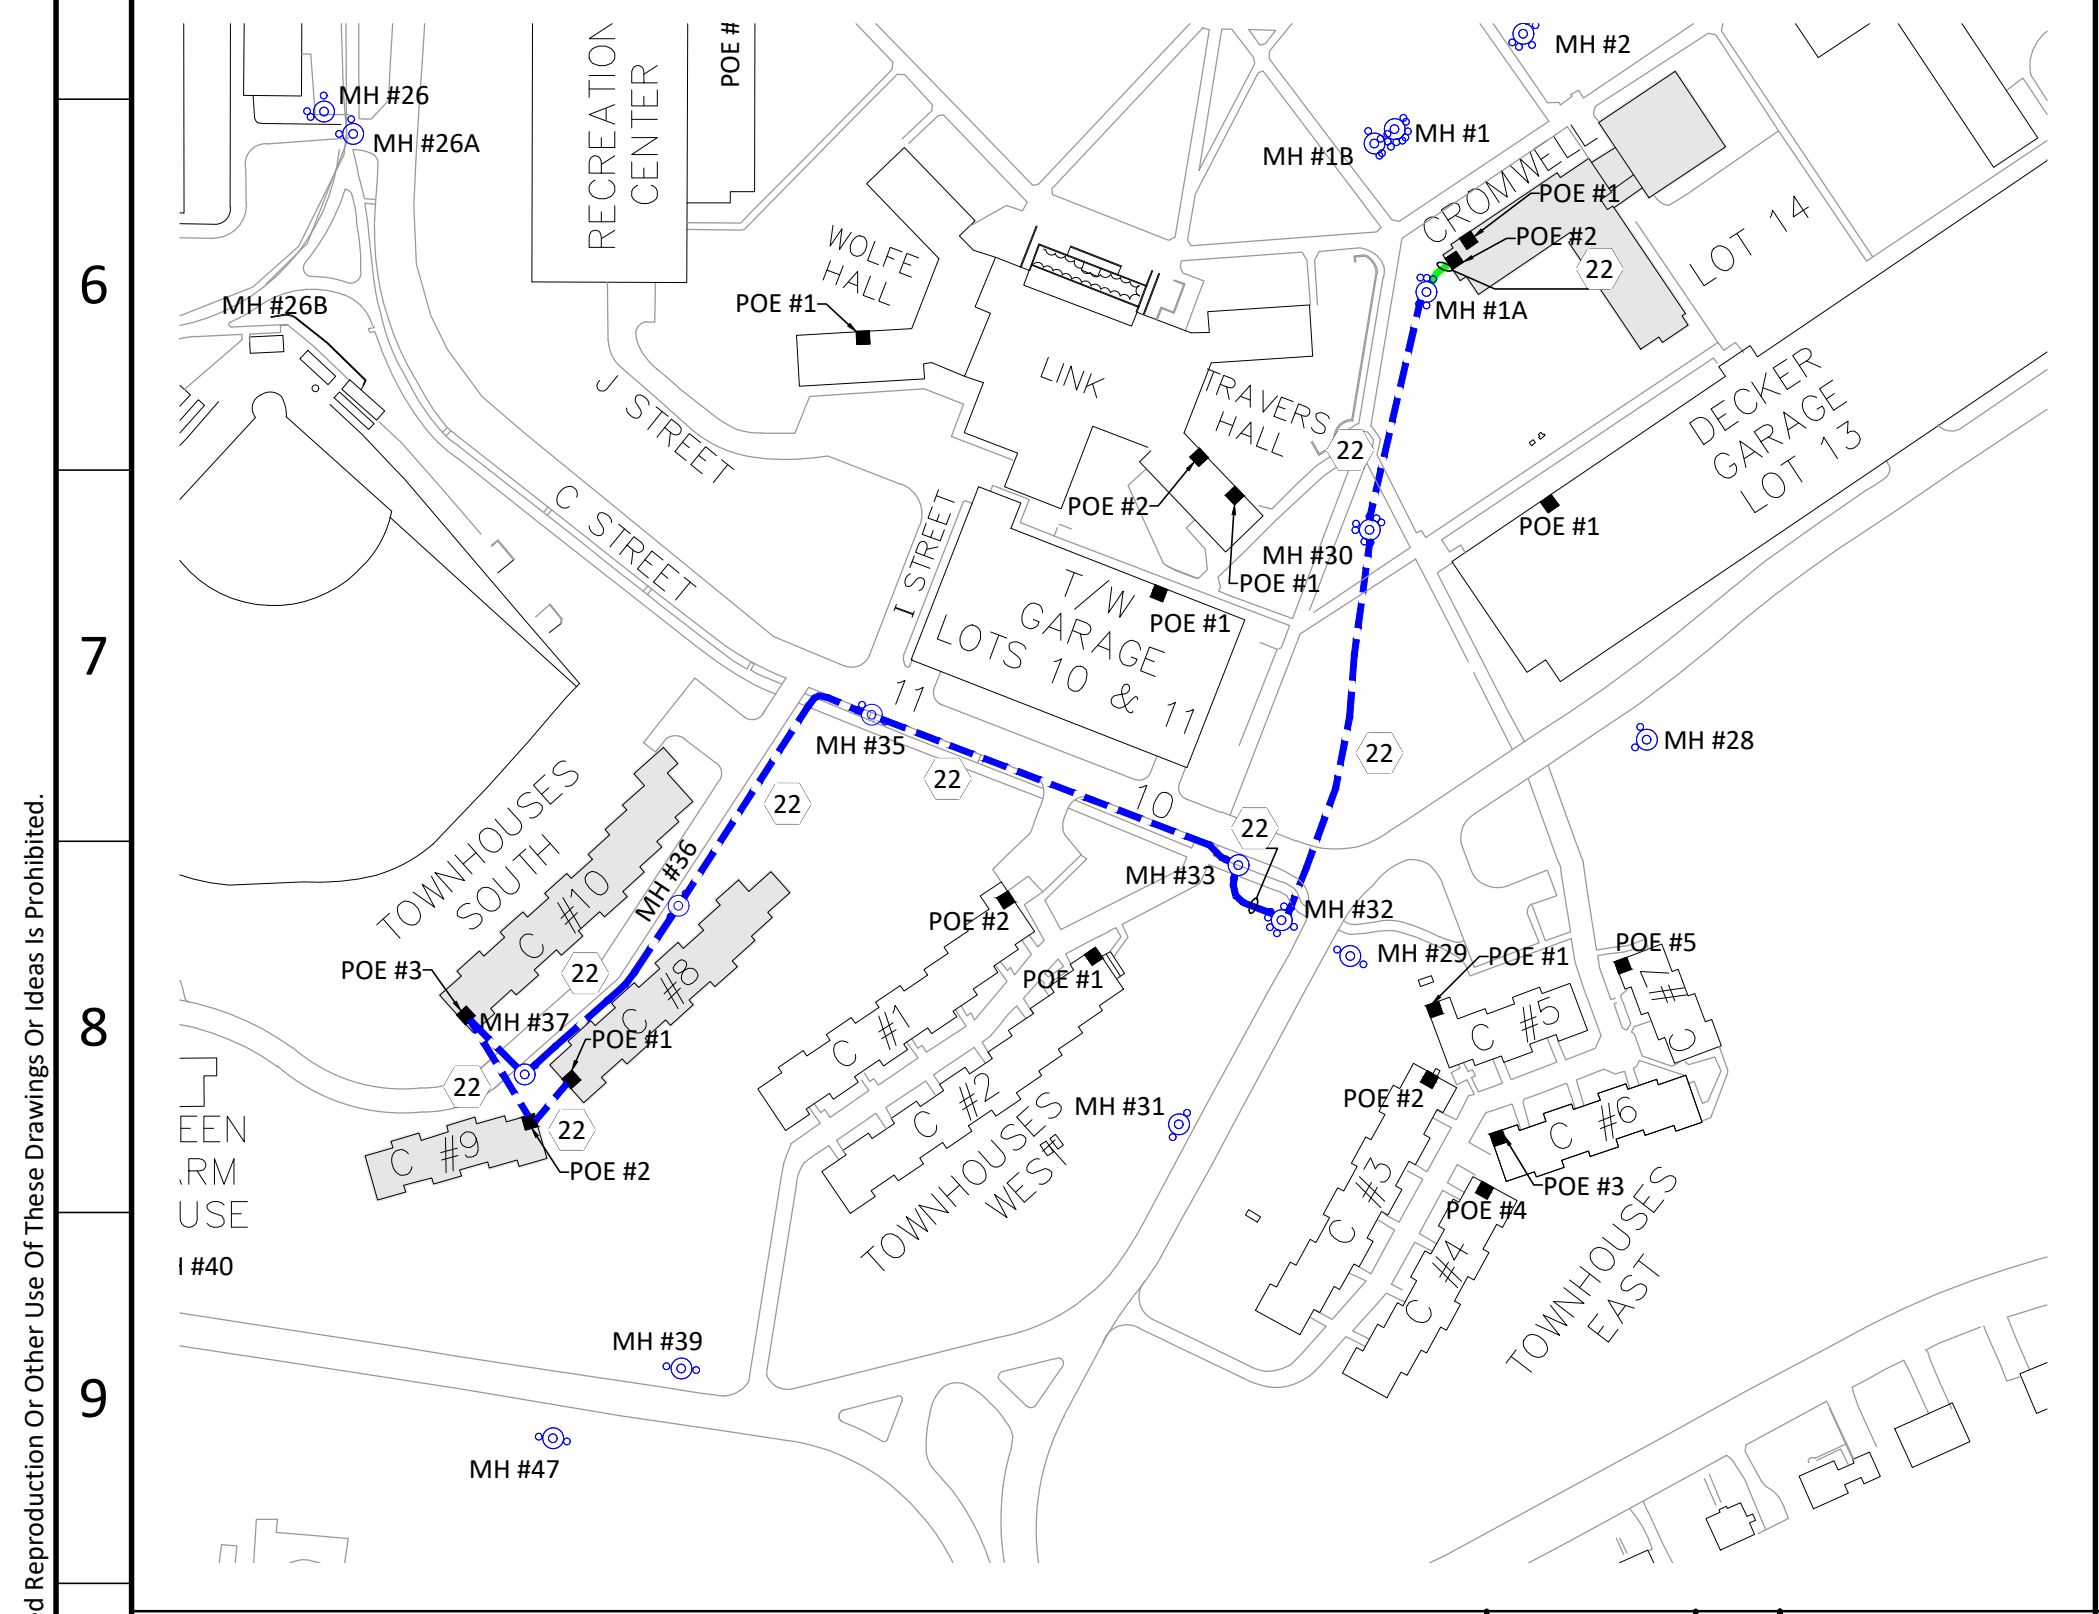 ed Reproduction Or Other Use Of These Drawings Or Ideas Is Prohibited.
6
7
8
9
MH #26
MH #26A
MH #26B
RECREATION
CENTER
POE #
MH #2
MH #1
MH #1B
CROMWELL
POE #1
POE #2
22
MH #1A
LOT 14
WOLFE
HALL
POE #1
LINK
TRAVERS
HALL
22
POE #2
POE #1
MH #30
DECKER
GARAGE
LOT 13
POE #1
J STREET
C STREET
I STREET
T/W
GARAGE
LOTS 10 & 11
POE #1
11
10
MH #35
22
22
22
22
MH #28
MH #33
MH #32
MH #29
TOWNHOUSES
SOUTH
C #10
MH #36
C #8
22
POE #3
MH #37
POE #1
22
22
C #9
POE #2
POE #2
POE #1
C #1
C #2
TOWNHOUSES
WEST
MH #31
POE #1
POE #5
C #5
C #7
POE #2
C #6
POE #3
C #3
POE #4
C #4
TOWNHOUSES
EAST
EEN
ARM
USE
#40
MH #39
MH #47